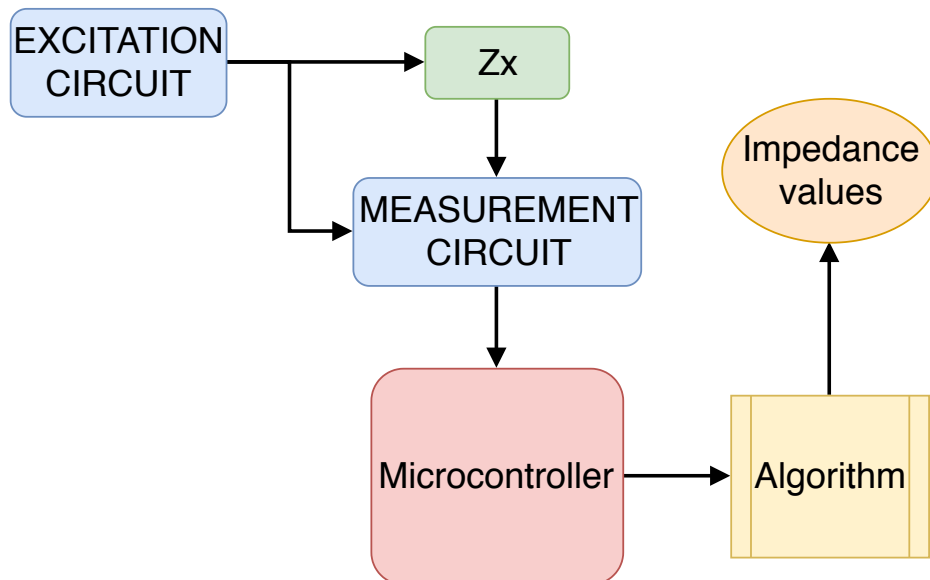 EXCITATION
CIRCUIT
Zx
MEASUREMENT
CIRCUIT
Impedance
values
Microcontroller
Algorithm